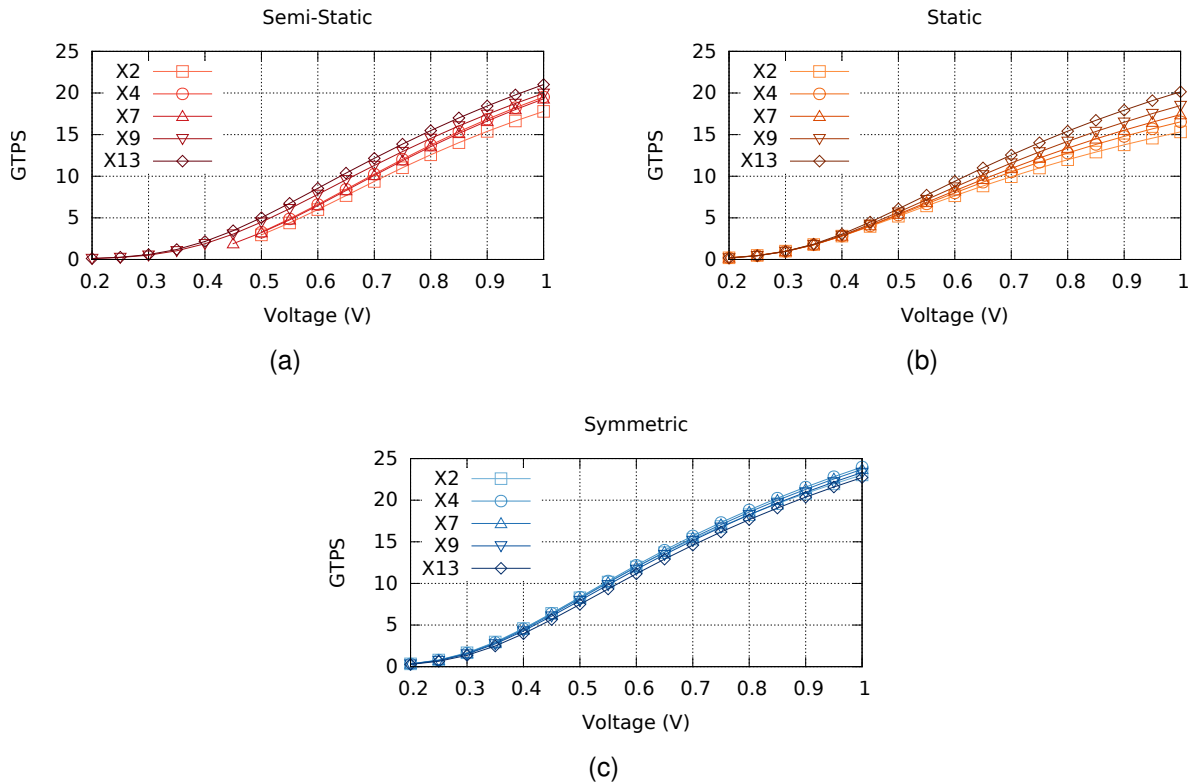 Semi-Static
25
20
15
10
5
0
GTPS
X2
X4
X7
X9
X13
0.2 0.3 0.4 0.5 0.6 0.7 0.8 0.9 1
Voltage (V)
(a)
Static
25
20
15
10
5
0
GTPS
X2
X4
X7
X9
X13
0.2 0.3 0.4 0.5 0.6 0.7 0.8 0.9 1
Voltage (V)
(b)
Symmetric
25
20
15
10
5
0
GTPS
X2
X4
X7
X9
X13
0.2 0.3 0.4 0.5 0.6 0.7 0.8 0.9 1
Voltage (V)
(c)